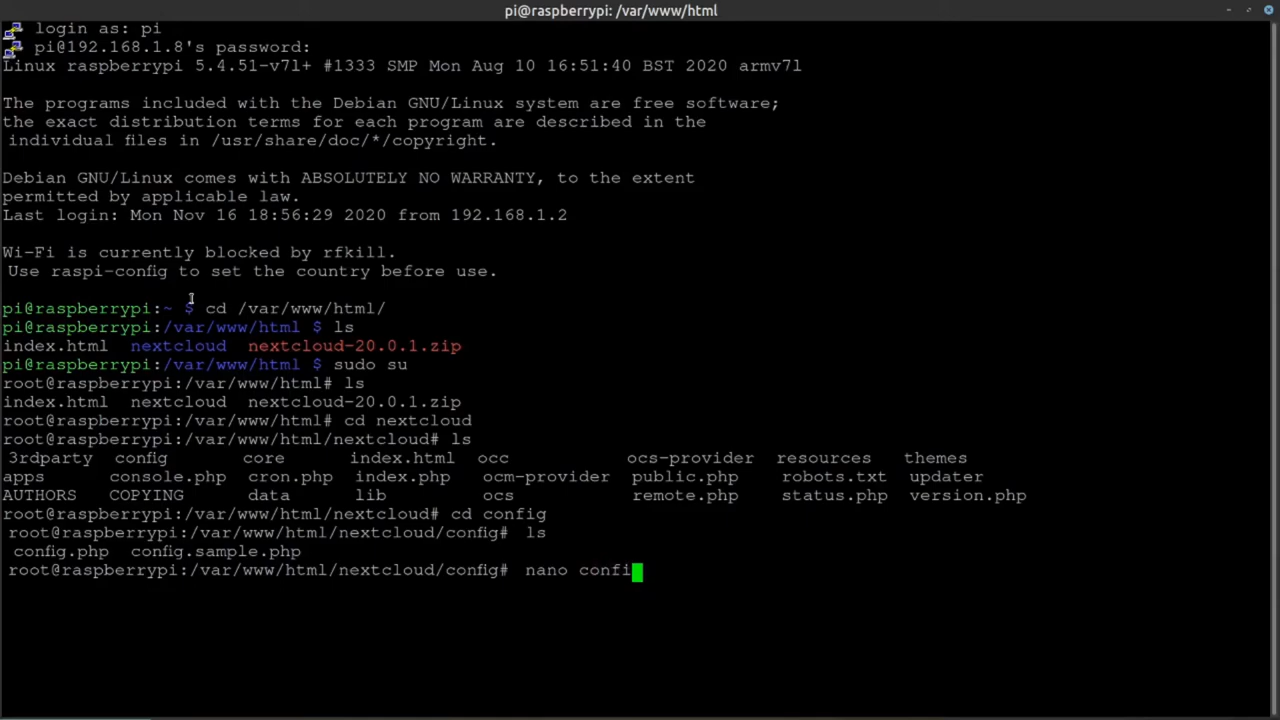 pi@raspberrypi: /var/www/html
login as: pi
pi@192.168.1.8's password:
Linux raspberrypi 5.4.51-v7l+ #1333 SMP Mon Aug 10 16:51:40 BST 2020 armv7l
The programs included with the Debian GNU/Linux system are free software;
the exact distribution terms for each program are described in the
individual files in /usr/share/doc/*/copyright.
Debian GNU/Linux comes with ABSOLUTELY NO WARRANTY, to the extent
permitted by applicable law.
Last login: Mon Nov 16 18:56:29 2020 from 192.168.1.2
Wi-Fi is currently blocked by rfkill.
Use raspi-config to set the country before use.
pi@raspberrypi:~ $ cd /var/www/html/
pi@raspberrypi:/var/www/html $ ls
index.html  nextcloud  nextcloud-20.0.1.zip
pi@raspberrypi:/var/www/html $ sudo su
root@raspberrypi:/var/www/html# ls
index.html  nextcloud  nextcloud-20.0.1.zip
root@raspberrypi:/var/www/html# cd nextcloud
root@raspberrypi:/var/www/html/nextcloud# ls
3rdparty  config  core  index.html  occ  ocs-provider  resources  themes
apps  console.php  cron.php  index.php  ocm-provider  public.php  robots.txt  updater
AUTHORS  COPYING  data  lib  ocs  remote.php  status.php  version.php
root@raspberrypi:/var/www/html/nextcloud# cd config
root@raspberrypi:/var/www/html/nextcloud/config# ls
config.php  config.sample.php
root@raspberrypi:/var/www/html/nextcloud/config# nano confi